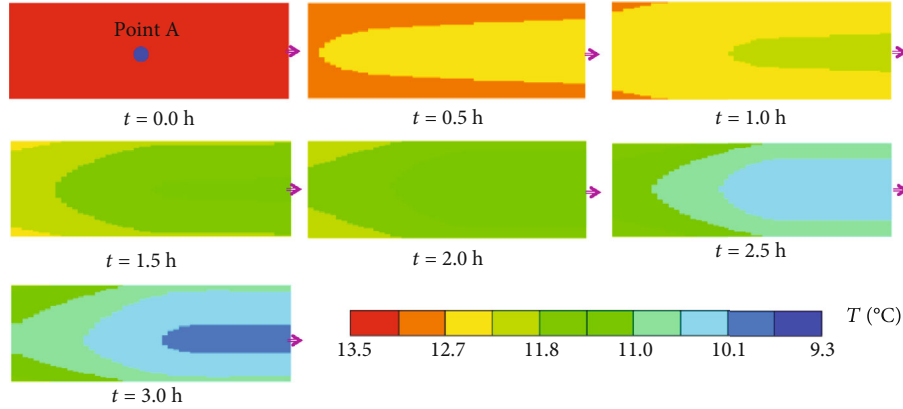 Point A
t = 0.0 h
t = 0.5 h
t = 1.0 h
t = 1.5 h
t = 2.0 h
t = 2.5 h
T (°C)
13.5 12.7 11.8 11.0 10.1 9.3
t = 3.0 h